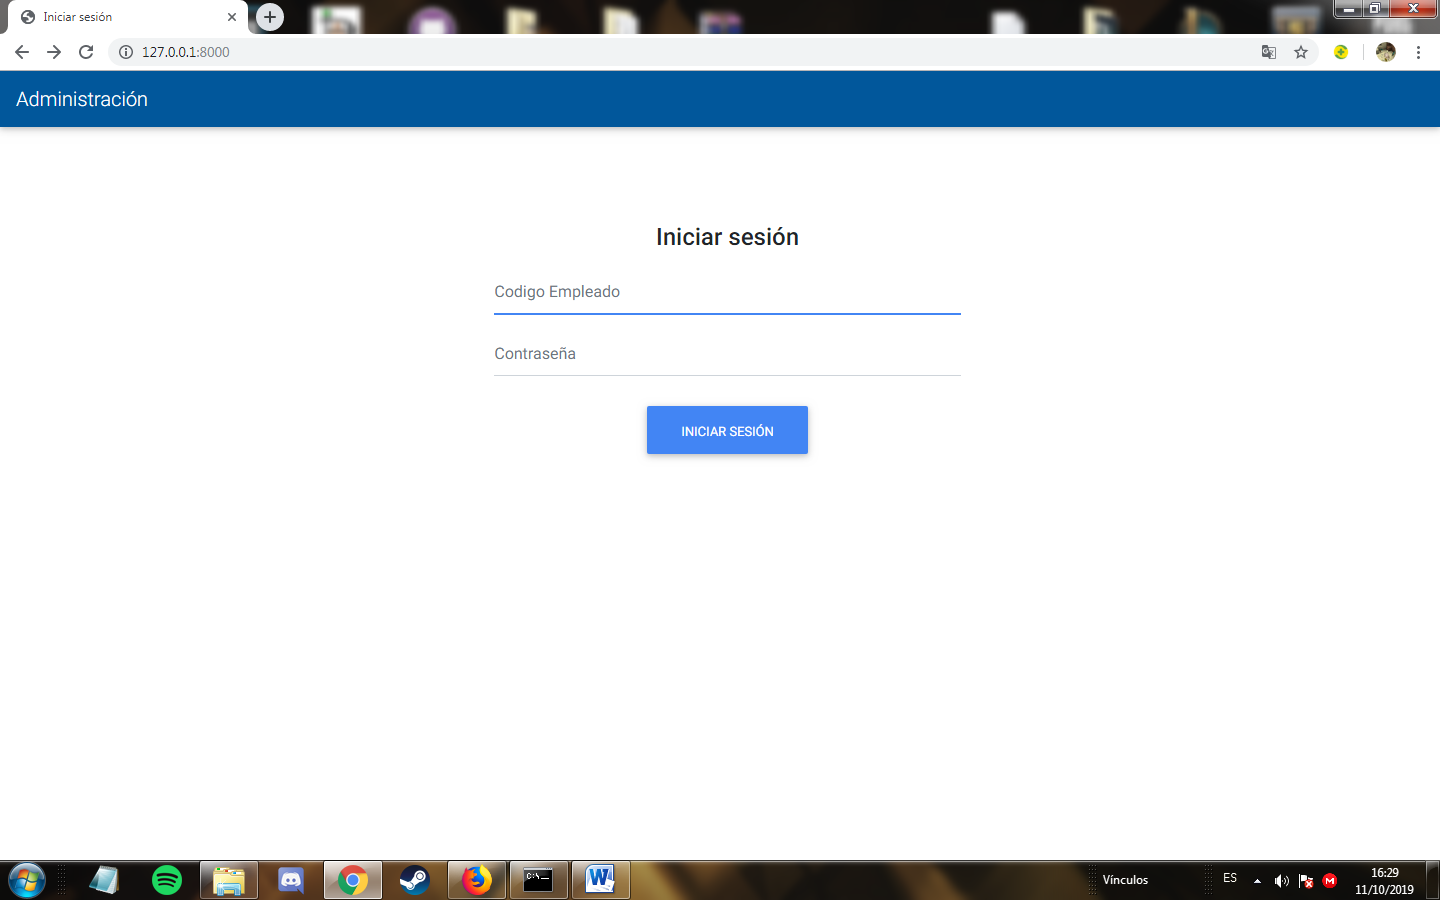 Iniciar sesión
127.0.0.1:8000
Administración
Iniciar sesión
Codigo Empleado
Contraseña
INICIAR SESIÓN
Vínculos
ES
16:29
11/10/2019